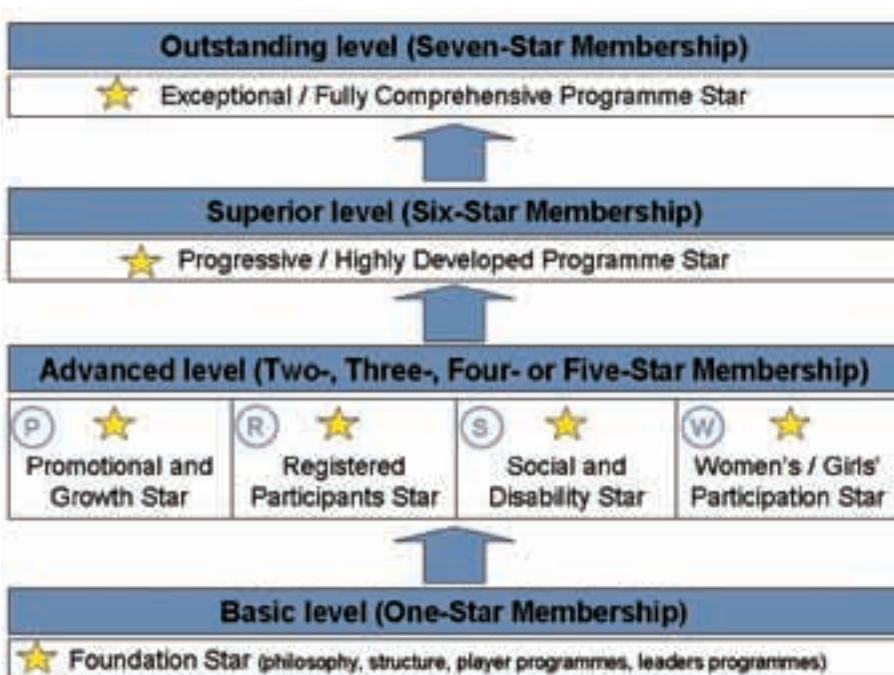 Outstanding level (Seven-Star Membership)
Exceptional / Fully Comprehensive Programme Star
Superior level (Six-Star Membership)
Progressive / Highly Developed Programme Star
Advanced level (Two-, Three-, Four- or Five-Star Membership)
P
Promotional and
Growth Star
R
Registered
Participants Star
S
Social and
Disability Star
W
Women's / Girls'
Participation Star
Basic level (One-Star Membership)
Foundation Star (philosophy, structure, player programmes, leaders programmes)